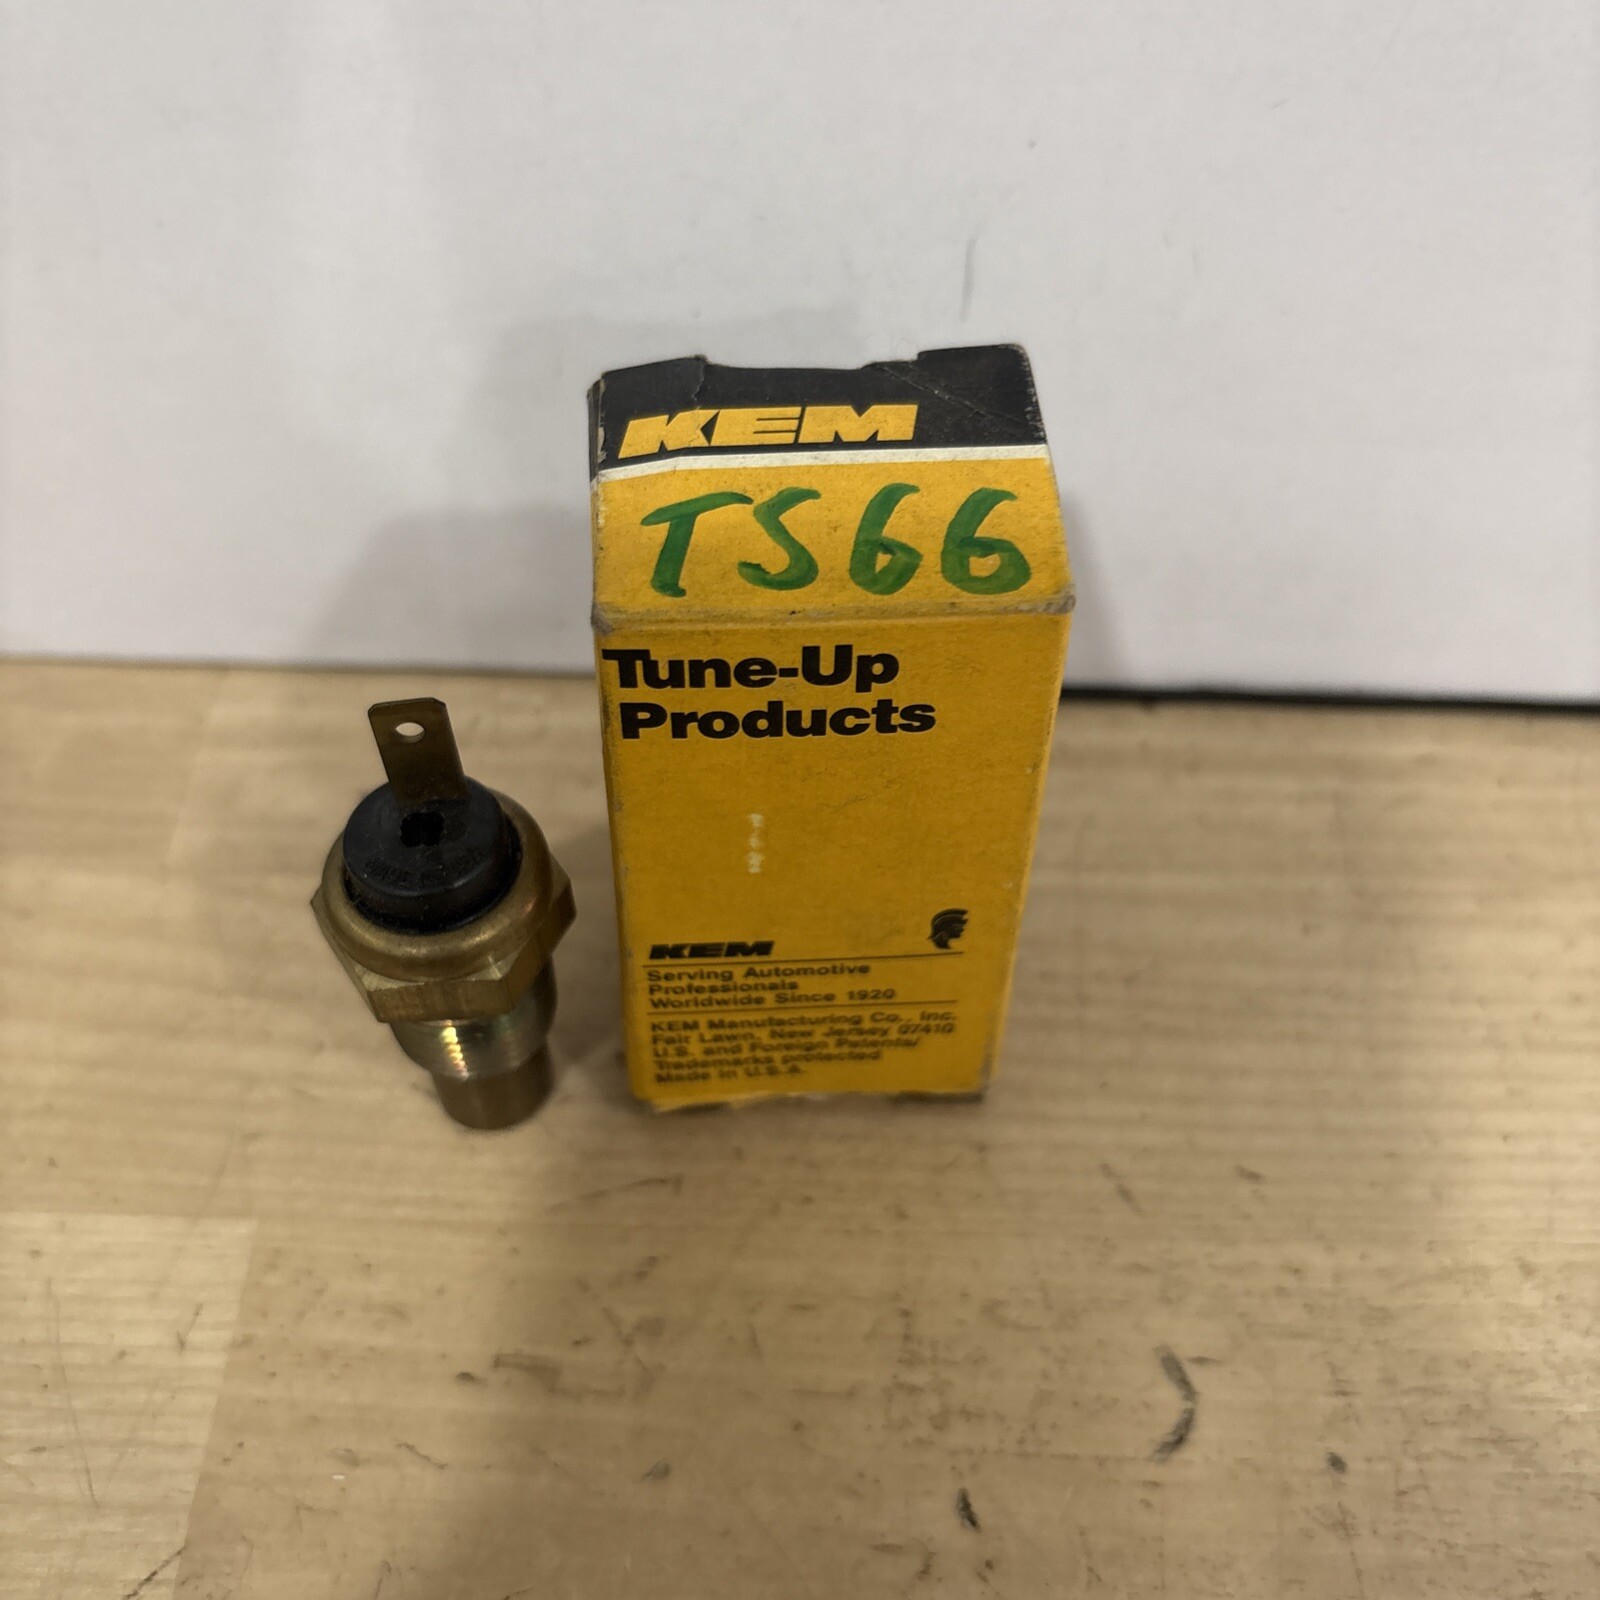 KEM
TS66
Tune-Up
Products
KEM
Serving Automotive
Professionals
Worldwide Since 1920
KEM Manufacturing Co., Inc.
Fair Lawn, New Jersey 07410
U.S. and Foreign Patents/
Trademarks protected
Made in U.S.A.